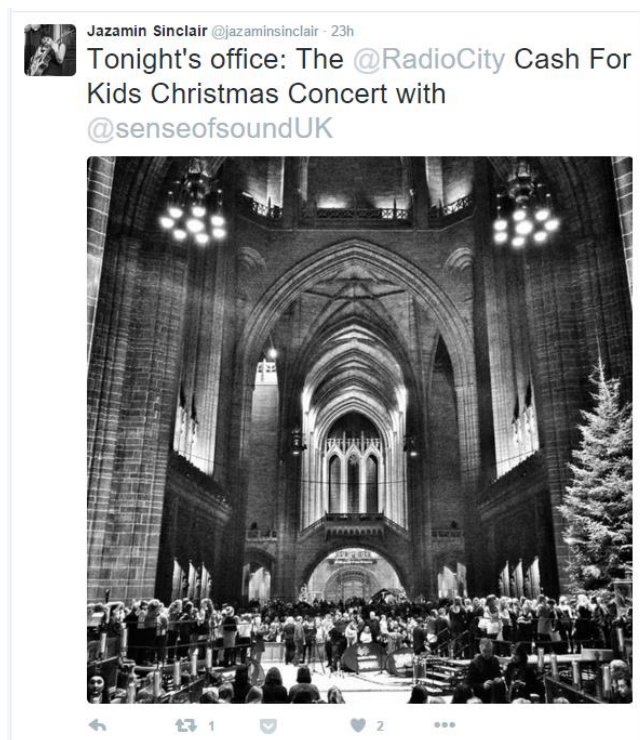 Jazamin Sinclair @jazaminsinclair · 23h
Tonight's office: The @RadioCity Cash For
Kids Christmas Concert with
@senseofsoundUK
1 2